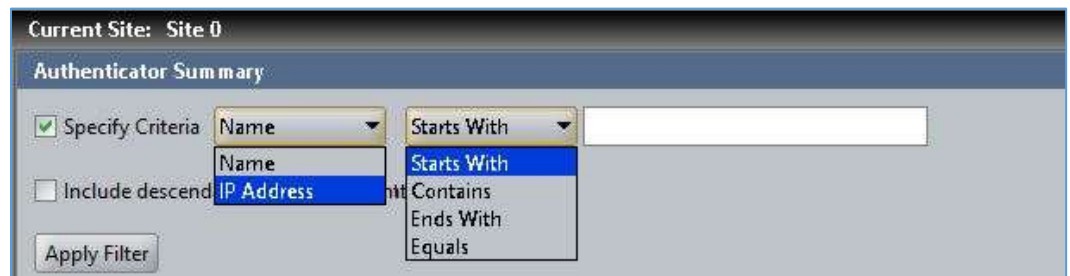 Current Site: Site 0
Authenticator Summary
Specify Criteria Name Starts With
Name Starts With
Include descend IP Address Contains
Ends With
Apply Filter Equals